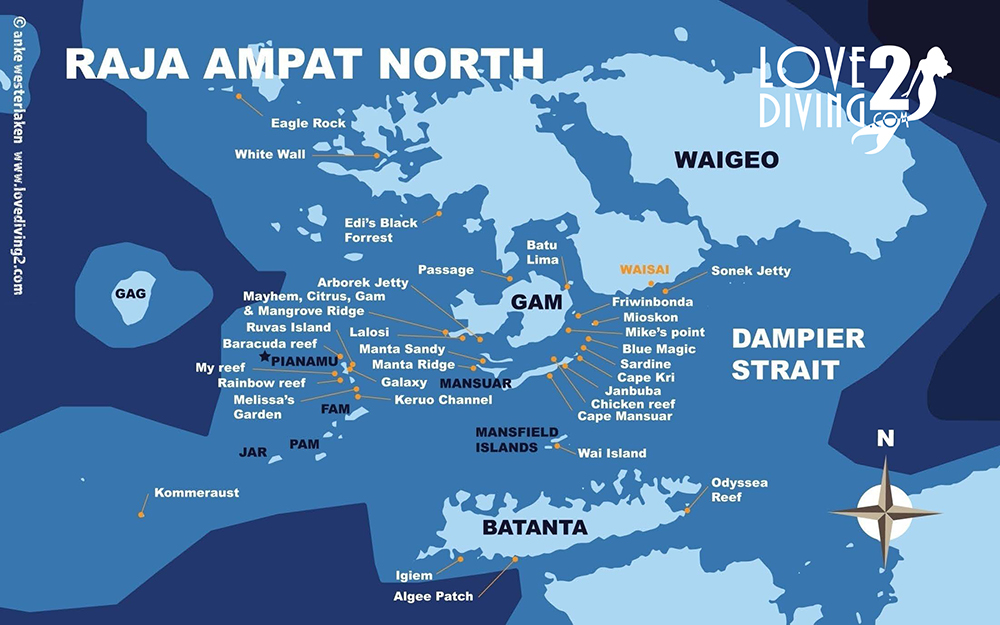 © anke westerlaken www.lovediving2.com
RAJA AMPAT NORTH
LOVE 2
DIVING .COM
Eagle Rock
White Wall
WAIGEO
Edi's Black
Forrest
Batu
Lima
Passage
WAISAI
Sonek Jetty
GAG
Arborek Jetty
Mayhem, Citrus, Gam
& Mangrove Ridge
GAM
Friwinbonda
Mioskon
Ruvas Island
Lalosi
Mike's point
DAMPIER
STRAIT
Baracuda reef
Manta Sandy
Blue Magic
PIANAMU
My reef
Manta Ridge
Sardine
Rainbow reef
Galaxy
MANSUAR
Cape Kri
Melissa's
Garden
Keruo Channel
Janbuba
Chicken reef
Cape Mansuar
FAM
PAM
JAR
MANSFIELD
ISLANDS
Wai Island
N
Kommeraust
Odyssea
Reef
BATANTA
Igiem
Algee Patch